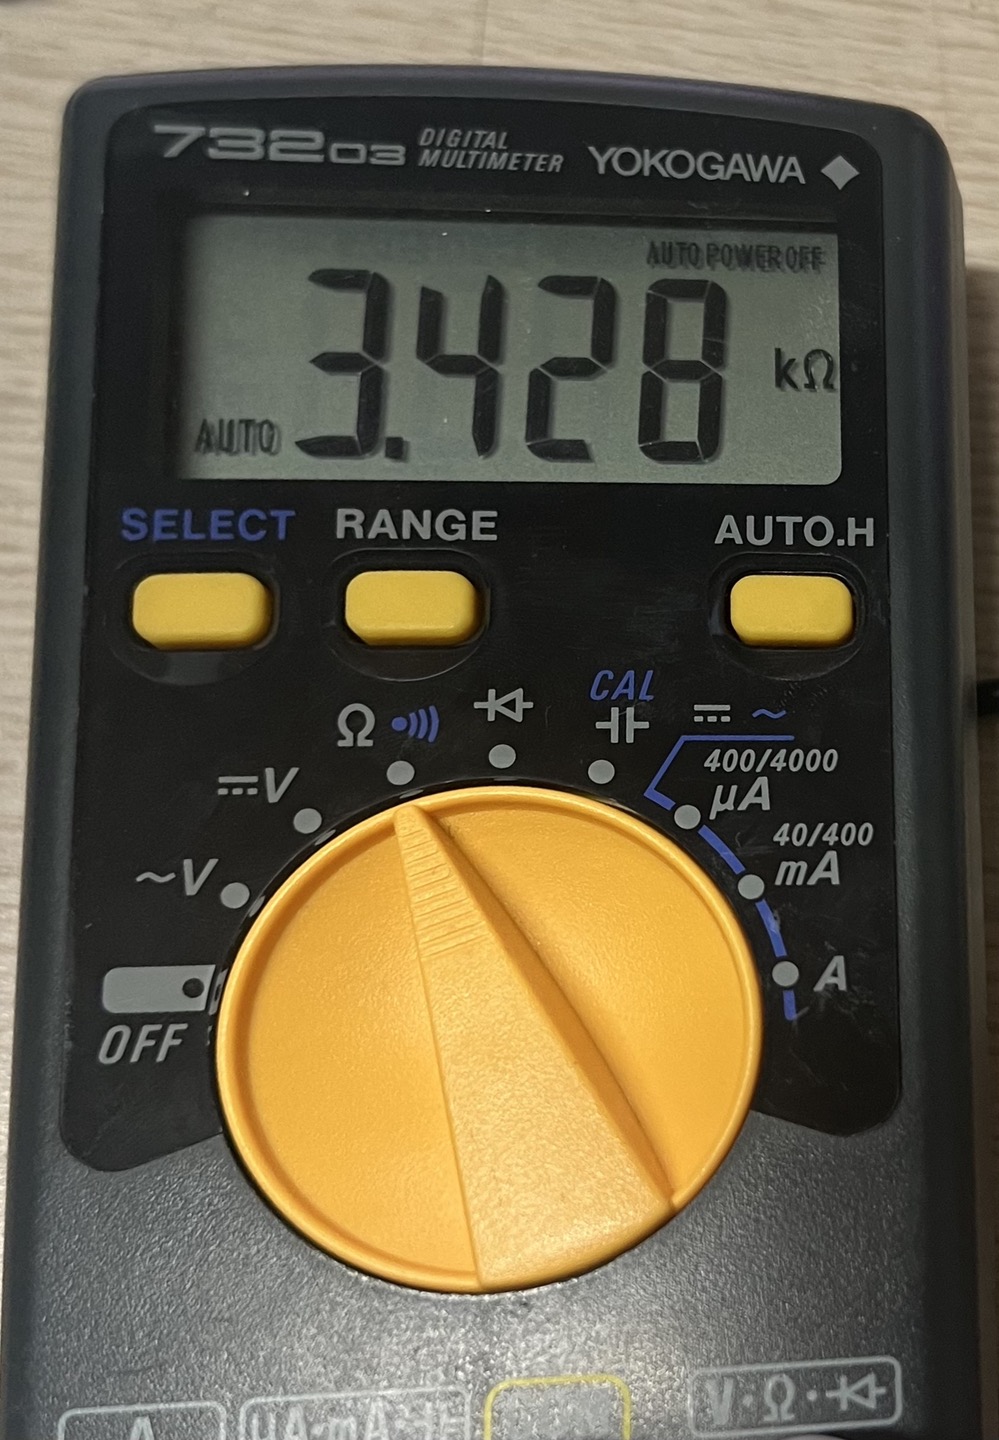 73203 DIGITAL MULTIMETER YOKOGAWA
AUTO POWER OFF
3.428 kΩ
AUTO
SELECT RANGE AUTO.H
CAL
Ω
400/4000
V
µA
40/400
~V mA
A
OFF
A
V·Ω·